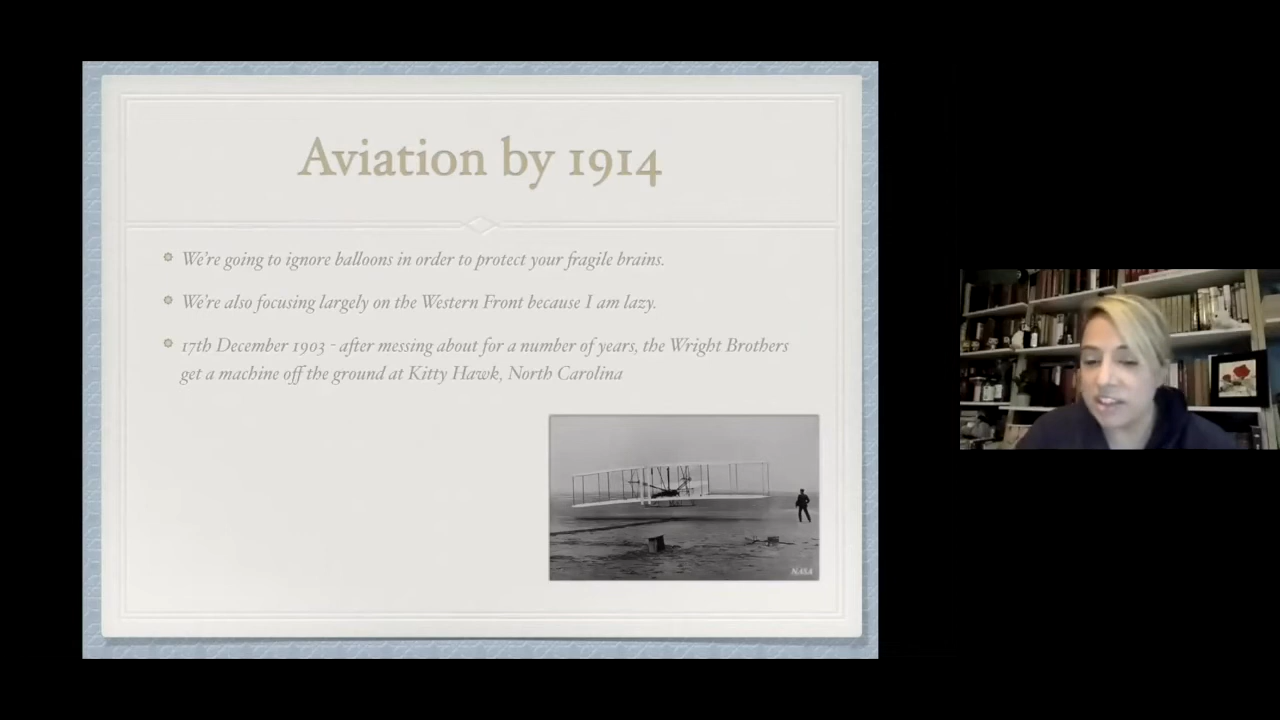 Aviation by 1914
We're going to ignore balloons in order to protect your fragile brains.
We're also focusing largely on the Western Front because I am lazy.
17th December 1903 - after messing about for a number of years, the Wright Brothers
get a machine off the ground at Kitty Hawk, North Carolina
NASA